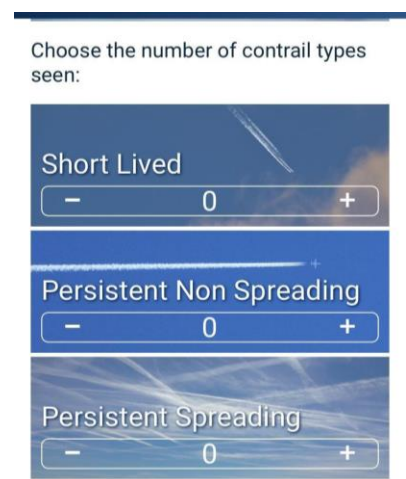 Choose the number of contrail types
seen:
Short Lived
− 0 +
Persistent Non Spreading
− 0 +
Persistent Spreading
− 0 +